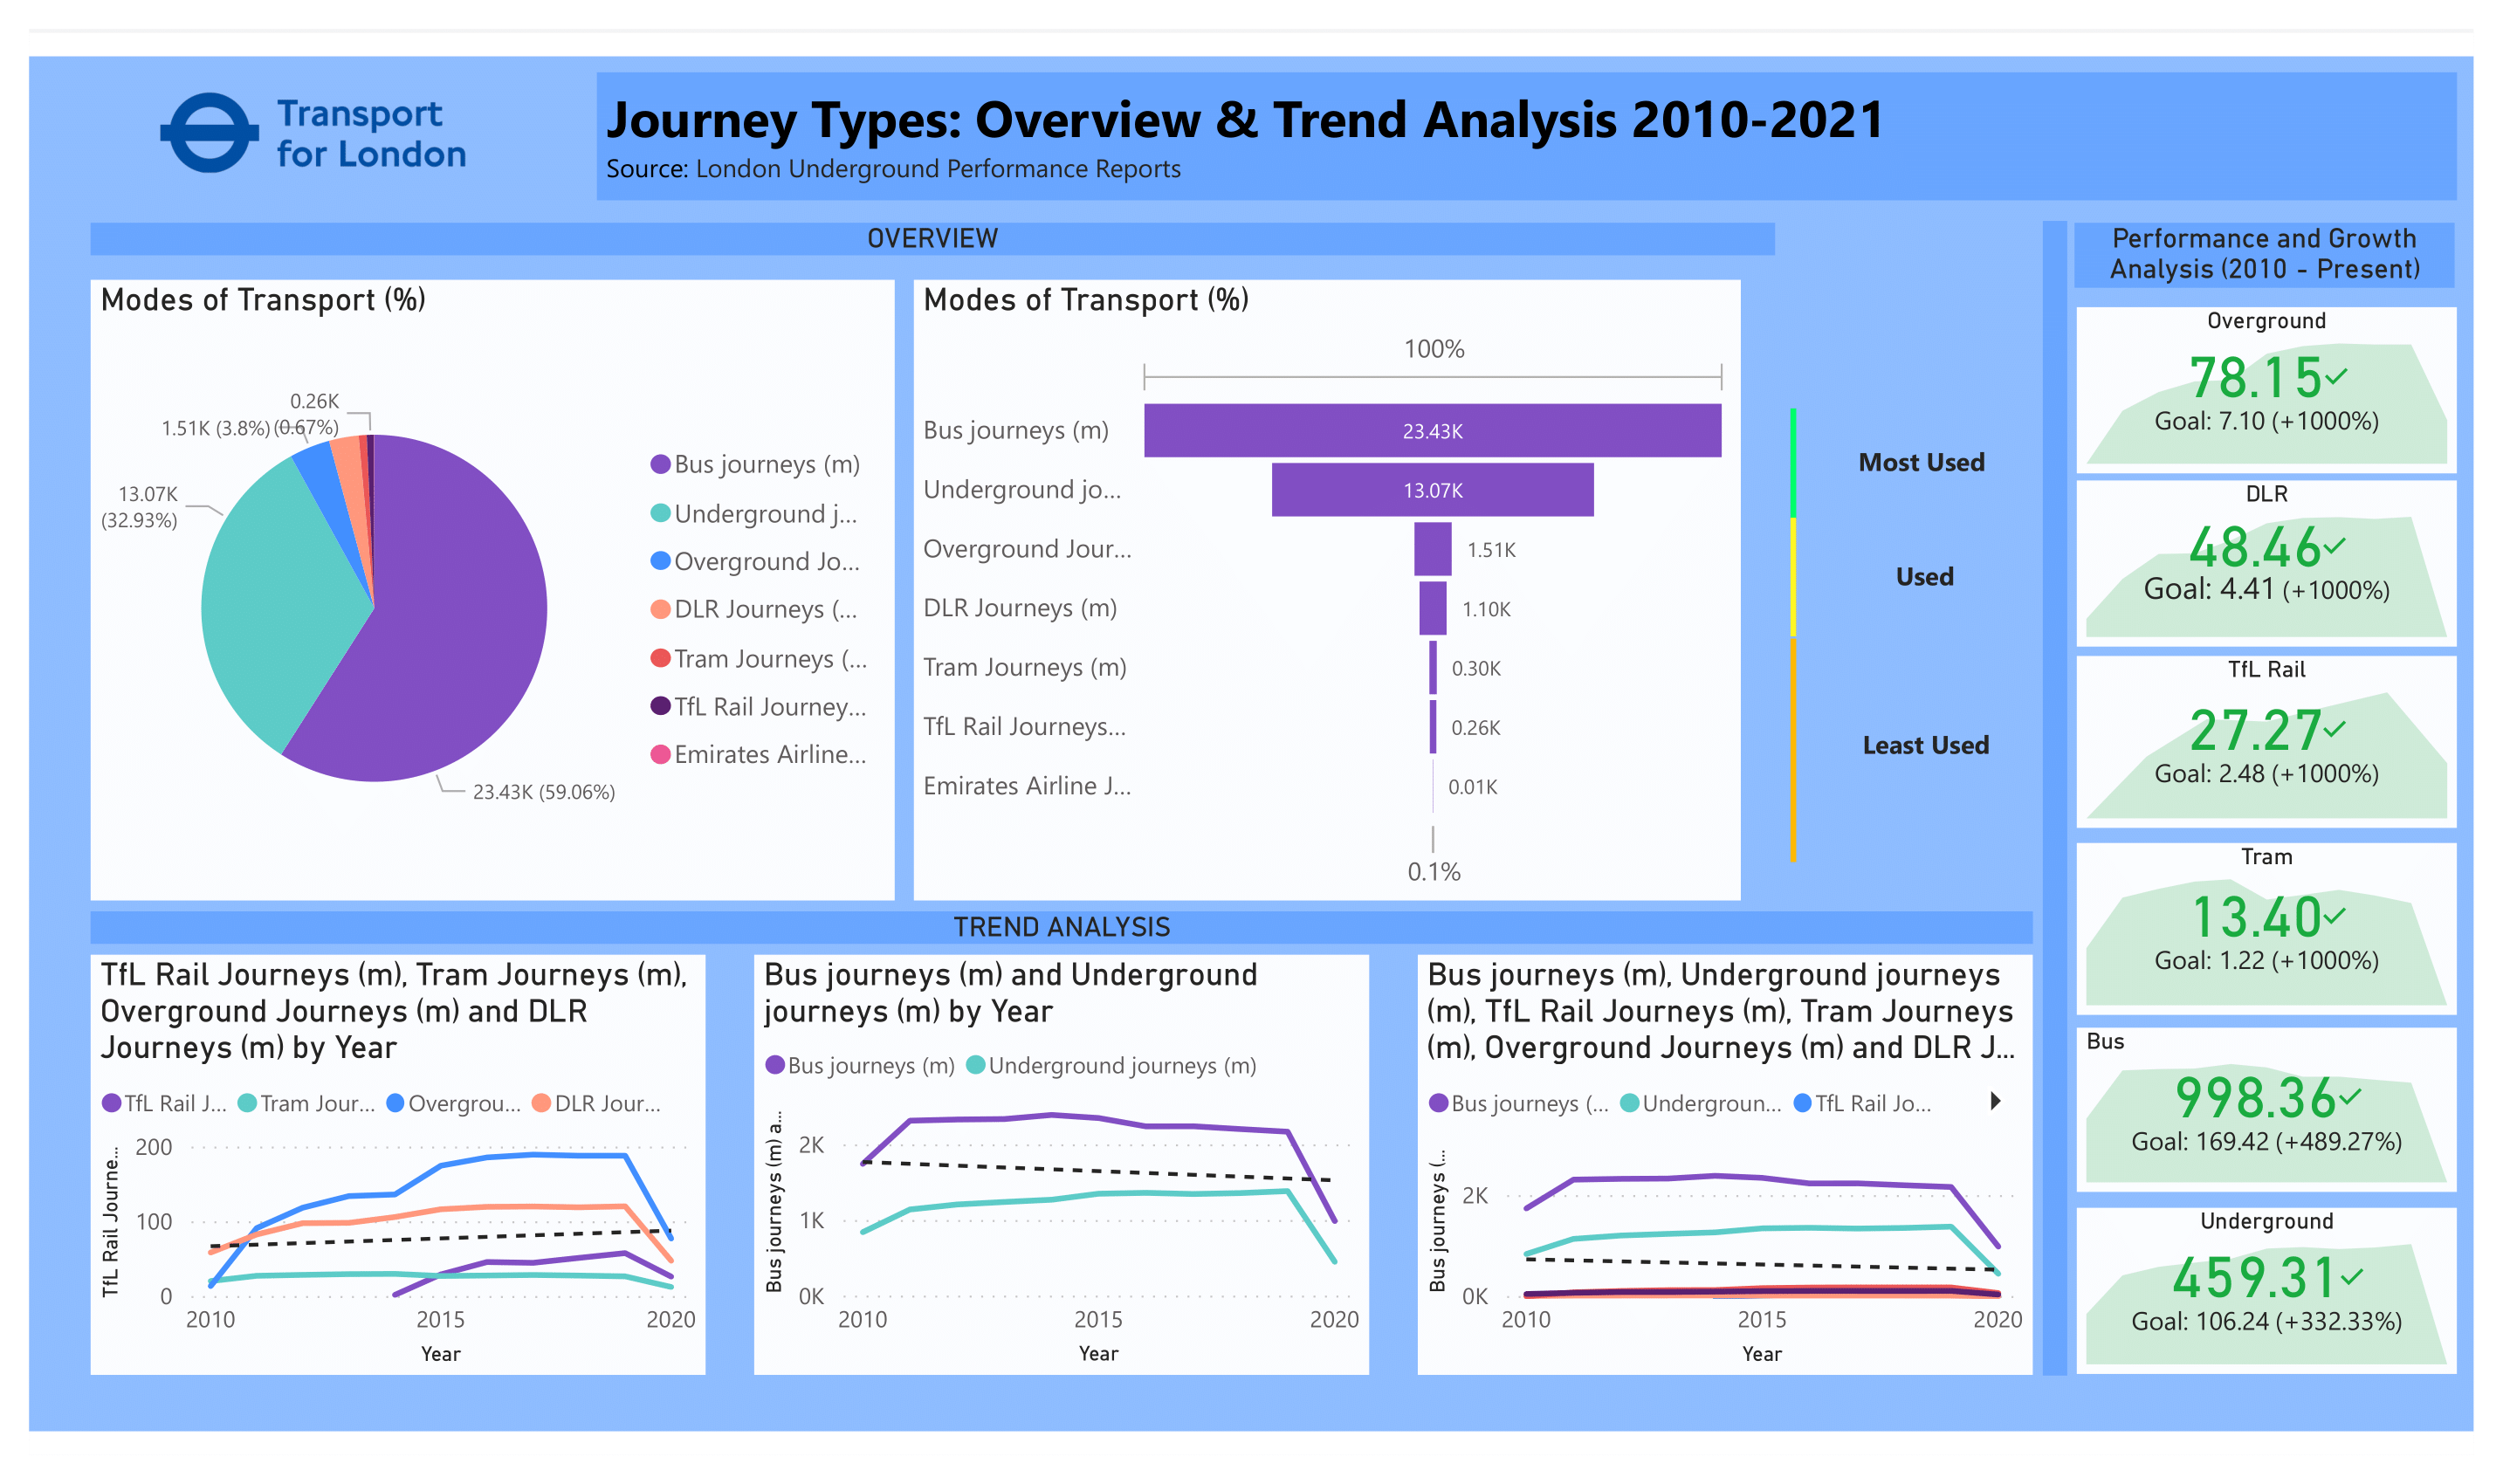 Transport
for London
Journey Types: Overview & Trend Analysis 2010-2021
Source: London Underground Performance Reports
OVERVIEW
Modes of Transport (%)
0.26K
(0.67%)
1.51K (3.8%)
13.07K
(32.93%)
23.43K (59.06%)
Bus journeys (m)
Underground j...
Overground Jo...
DLR Journeys (...
Tram Journeys (...
TfL Rail Journey...
Emirates Airline...
Modes of Transport (%)
100%
Bus journeys (m) 23.43K
Underground jo... 13.07K
Overground Jour... 1.51K
DLR Journeys (m) 1.10K
Tram Journeys (m) 0.30K
TfL Rail Journeys... 0.26K
Emirates Airline J... 0.01K
0.1%
Most Used
Used
Least Used
TREND ANALYSIS
TfL Rail Journeys (m), Tram Journeys (m),
Overground Journeys (m) and DLR
Journeys (m) by Year
TfL Rail J... Tram Jour... Overgrou... DLR Jour...
TfL Rail Journe...
200
100
0
2010 2015 2020
Year
Bus journeys (m) and Underground
journeys (m) by Year
Bus journeys (m) Underground journeys (m)
Bus journeys (m) a...
2K
1K
0K
2010 2015 2020
Year
Bus journeys (m), Underground journeys
(m), TfL Rail Journeys (m), Tram Journeys
(m), Overground Journeys (m) and DLR J...
Bus journeys (... Undergroun... TfL Rail Jo...
Bus journeys (...
2K
0K
2010 2015 2020
Year
Performance and Growth
Analysis (2010 - Present)
Overground
78.15
Goal: 7.10 (+1000%)
DLR
48.46
Goal: 4.41 (+1000%)
TfL Rail
27.27
Goal: 2.48 (+1000%)
Tram
13.40
Goal: 1.22 (+1000%)
Bus
998.36
Goal: 169.42 (+489.27%)
Underground
459.31
Goal: 106.24 (+332.33%)